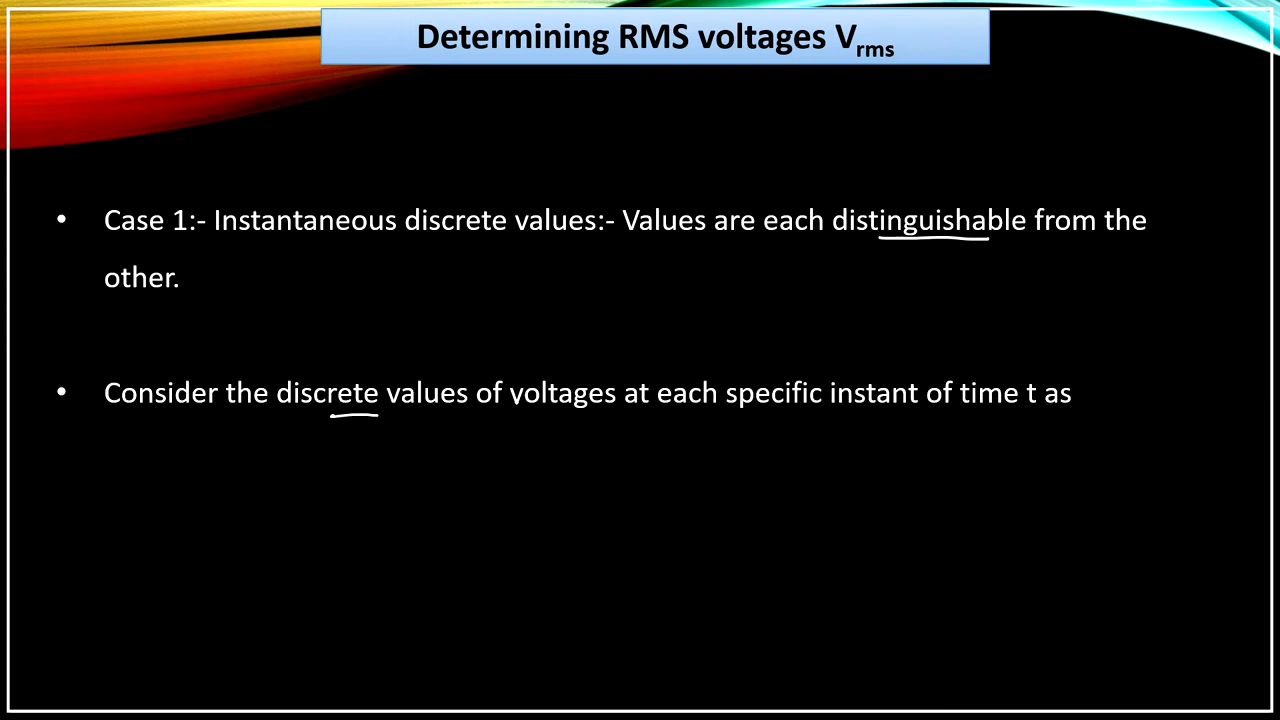 Determining RMS voltages Vrms
• Case 1:- Instantaneous discrete values:- Values are each distinguishable from the
other.
• Consider the discrete values of voltages at each specific instant of time t as